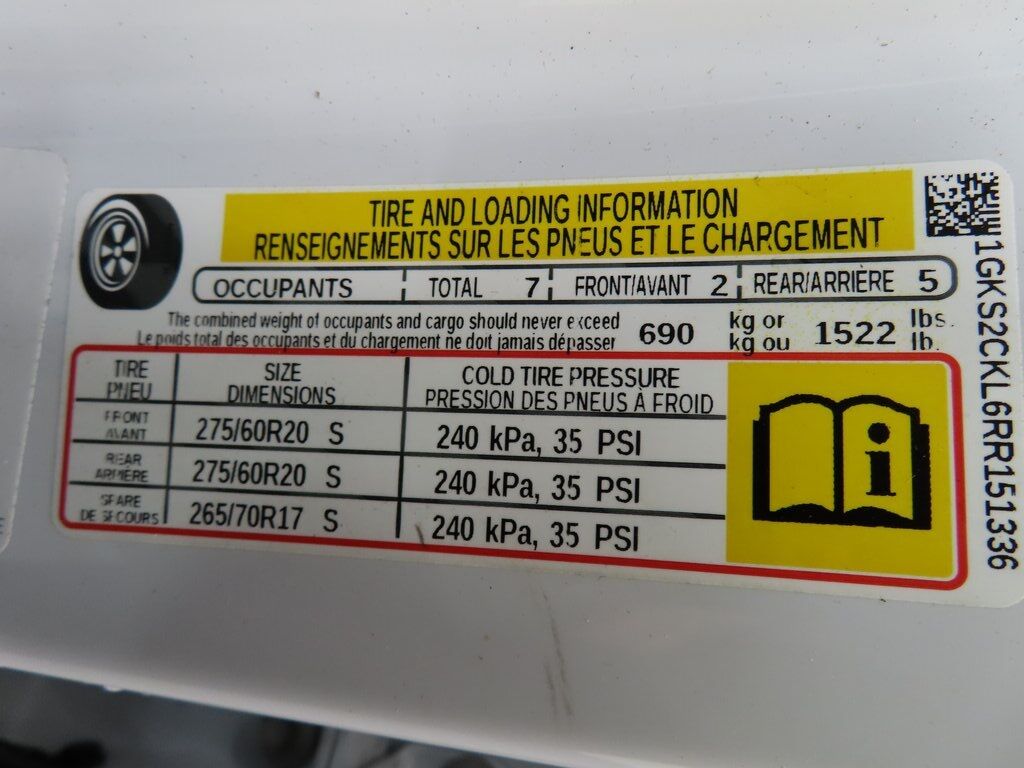 TIRE AND LOADING INFORMATION
RENSEIGNEMENTS SUR LES PNEUS ET LE CHARGEMENT
OCCUPANTS TOTAL 7 FRONT/AVANT 2 REAR/ARRIÈRE 5
The combined weight of occupants and cargo should never exceed 690 kg or 1522 lbs.
Le poids total des occupants et du chargement ne doit jamais dépasser kg ou lb.
TIRE SIZE COLD TIRE PRESSURE
PNEU DIMENSIONS PRESSION DES PNEUS À FROID
FRONT
AVANT 275/60R20 S 240 kPa, 35 PSI
REAR
ARRIÈRE 275/60R20 S 240 kPa, 35 PSI
SPARE
DE SECOURS 265/70R17 S 240 kPa, 35 PSI
i
1GKS2CKL6RR151336